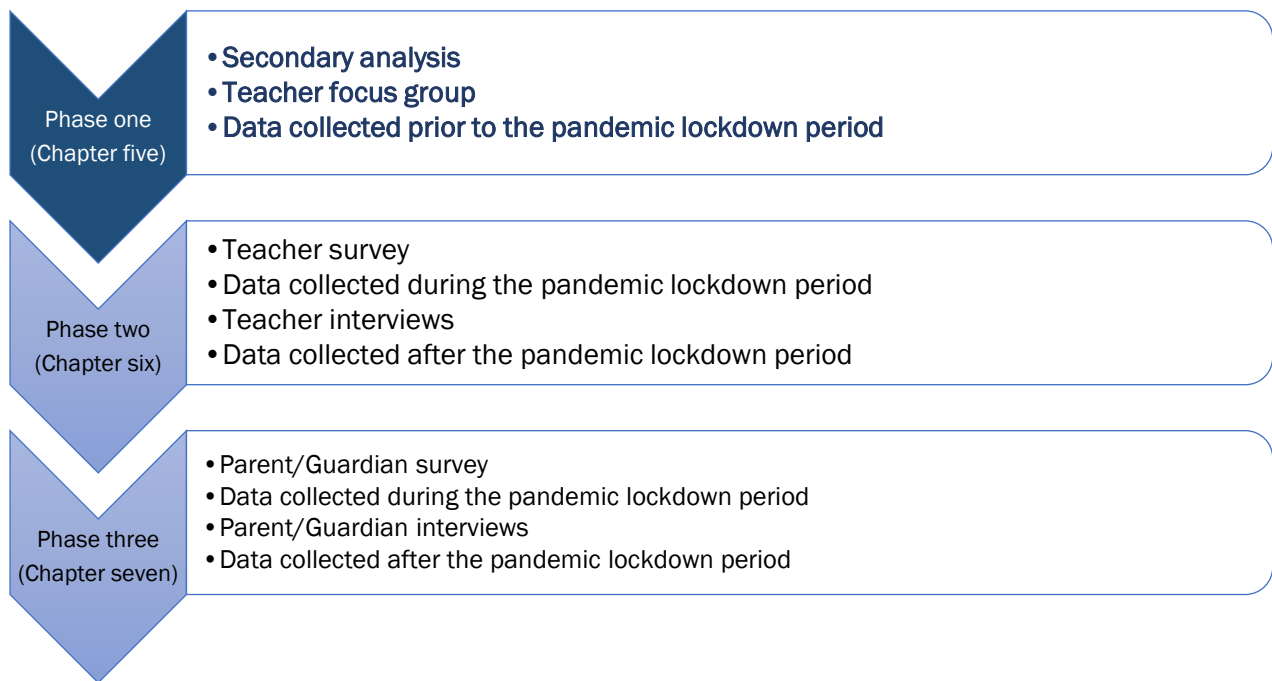 Phase one
(Chapter five)
•Secondary analysis
•Teacher focus group
•Data collected prior to the pandemic lockdown period
Phase two
(Chapter six)
•Teacher survey
•Data collected during the pandemic lockdown period
•Teacher interviews
•Data collected after the pandemic lockdown period
Phase three
(Chapter seven)
•Parent/Guardian survey
•Data collected during the pandemic lockdown period
•Parent/Guardian interviews
•Data collected after the pandemic lockdown period